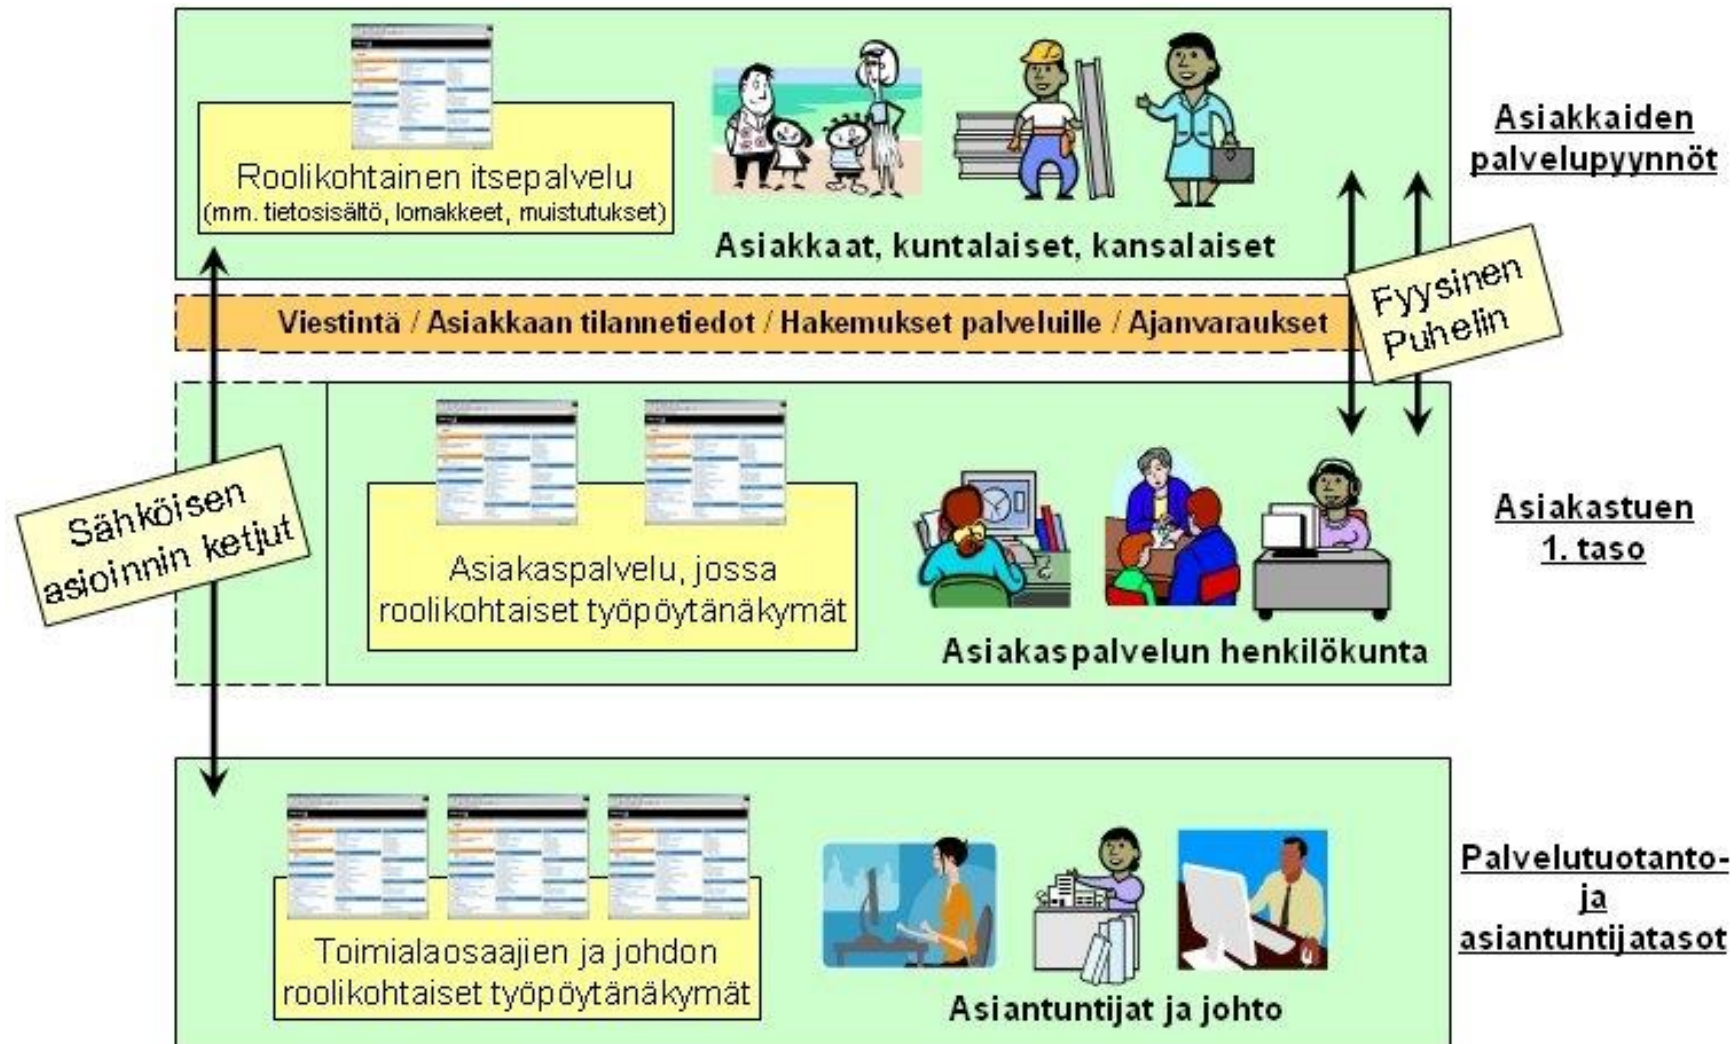 Roolikohtainen itsepalvelu
(mm. tietosisältö, lomakkeet, muistutukset)
Asiakkaat, kuntalaiset, kansalaiset
Asiakkaiden
palvelupyynnöt
Fyysinen
Puhelin
Viestintä / Asiakkaan tilannetiedot / Hakemukset palveluille / Ajanvaraukset
Sähköisen
asioinnin ketjut
Asiakaspalvelu, jossa
roolikohtaiset työpöytänäkymät
Asiakaspalvelun henkilökunta
Asiakastuen
1. taso
Toimialaosaajien ja johdon
roolikohtaiset työpöytänäkymät
Asiantuntijat ja johto
Palvelutuotanto-
ja
asiantuntijatasot